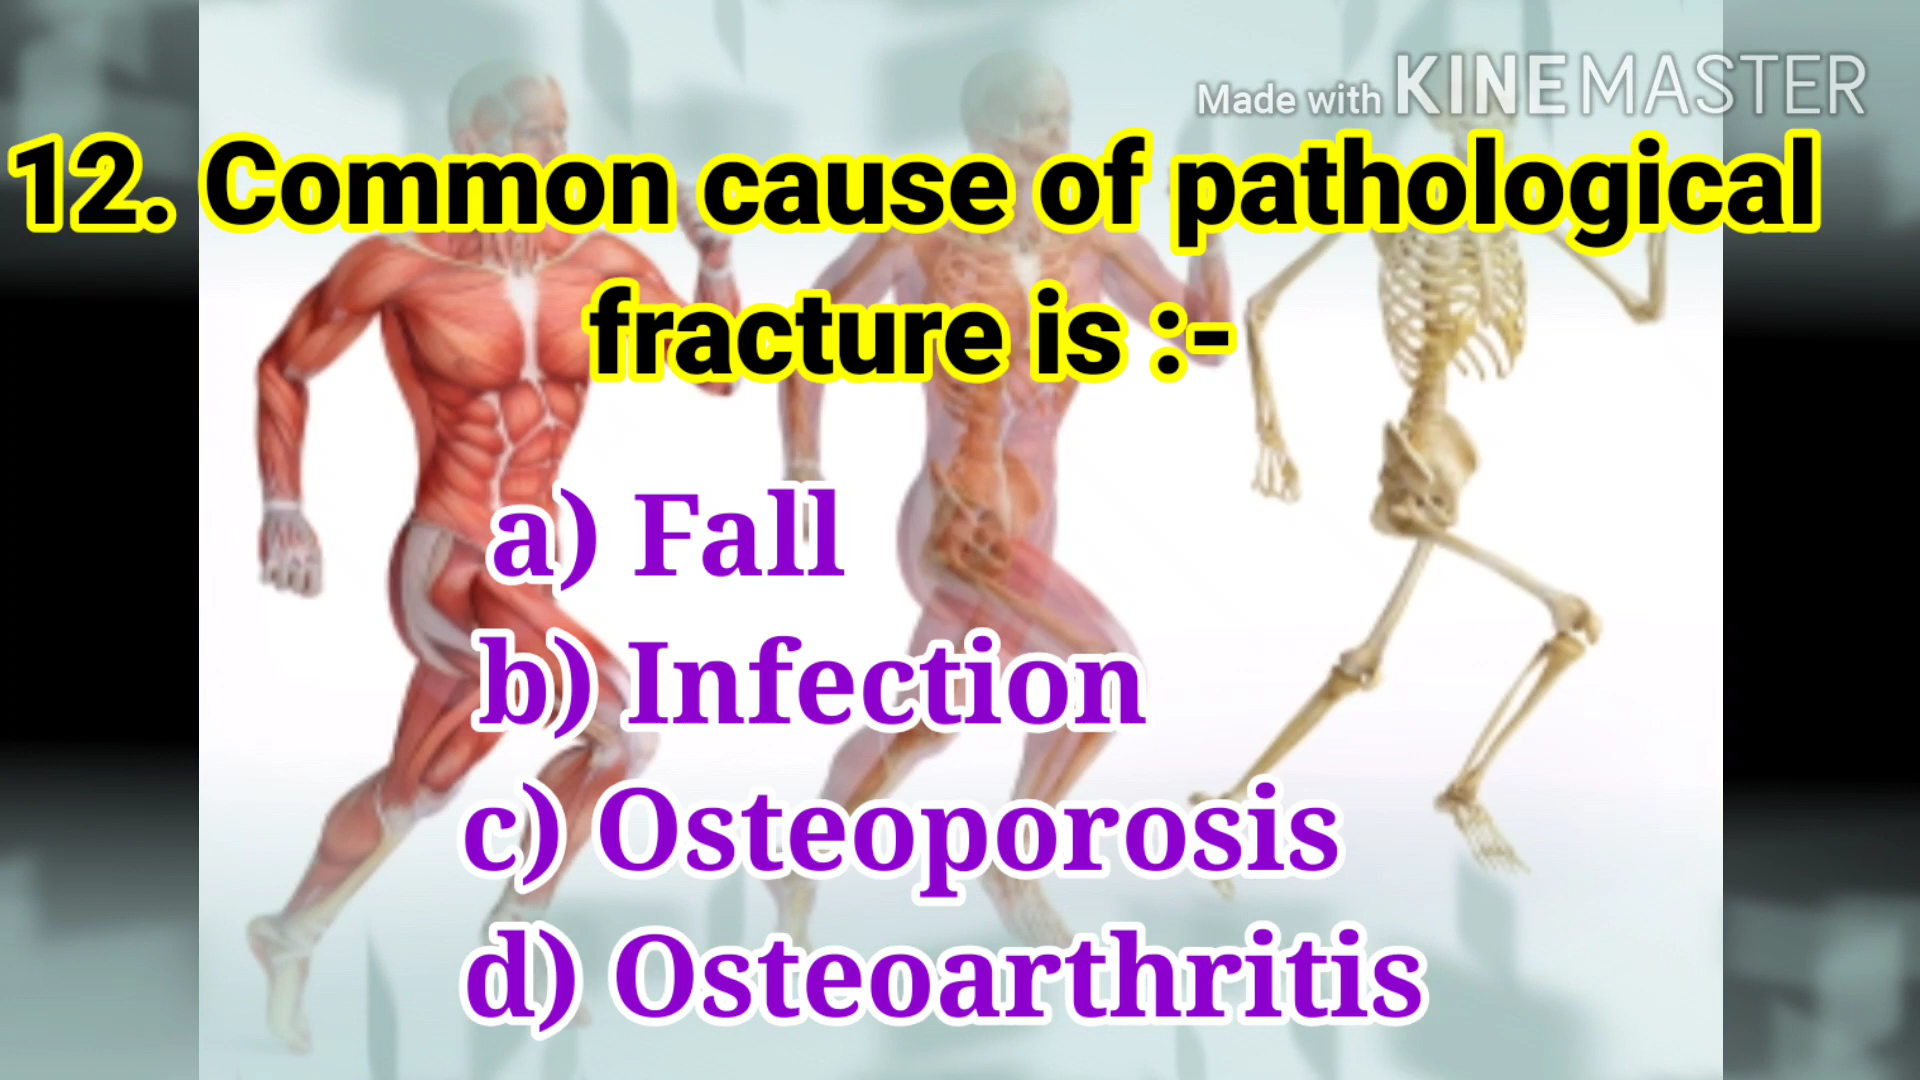 Made with KINEMASTER
12. Common cause of pathological
fracture is :-
a) Fall
b) Infection
c) Osteoporosis
d) Osteoarthritis